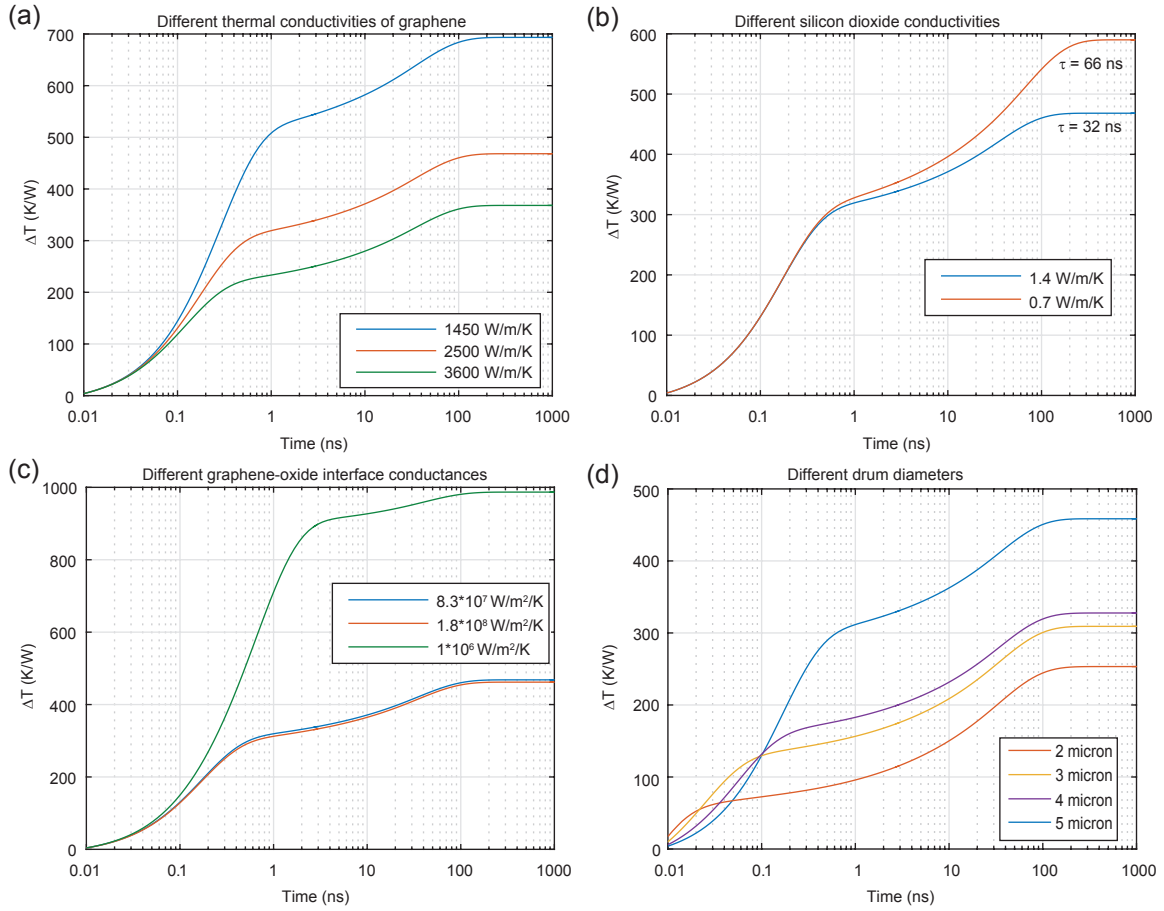 (a)
Different thermal conductivities of graphene
700
600
500
400
300
200
100
0
ΔT (K/W)
1450 W/m/K
2500 W/m/K
3600 W/m/K
0.01 0.1 1 10 100 1000
Time (ns)
(b)
Different silicon dioxide conductivities
600
500
400
300
200
100
0
ΔT (K/W)
τ = 66 ns
τ = 32 ns
1.4 W/m/K
0.7 W/m/K
0.01 0.1 1 10 100 1000
Time (ns)
(c)
Different graphene-oxide interface conductances
1000
800
600
400
200
0
ΔT (K/W)
8.3*10⁷ W/m²/K
1.8*10⁸ W/m²/K
1*10⁶ W/m²/K
0.01 0.1 1 10 100 1000
Time (ns)
(d)
Different drum diameters
500
450
400
350
300
250
200
150
100
50
0
ΔT (K/W)
2 micron
3 micron
4 micron
5 micron
0.01 0.1 1 10 100 1000
Time (ns)